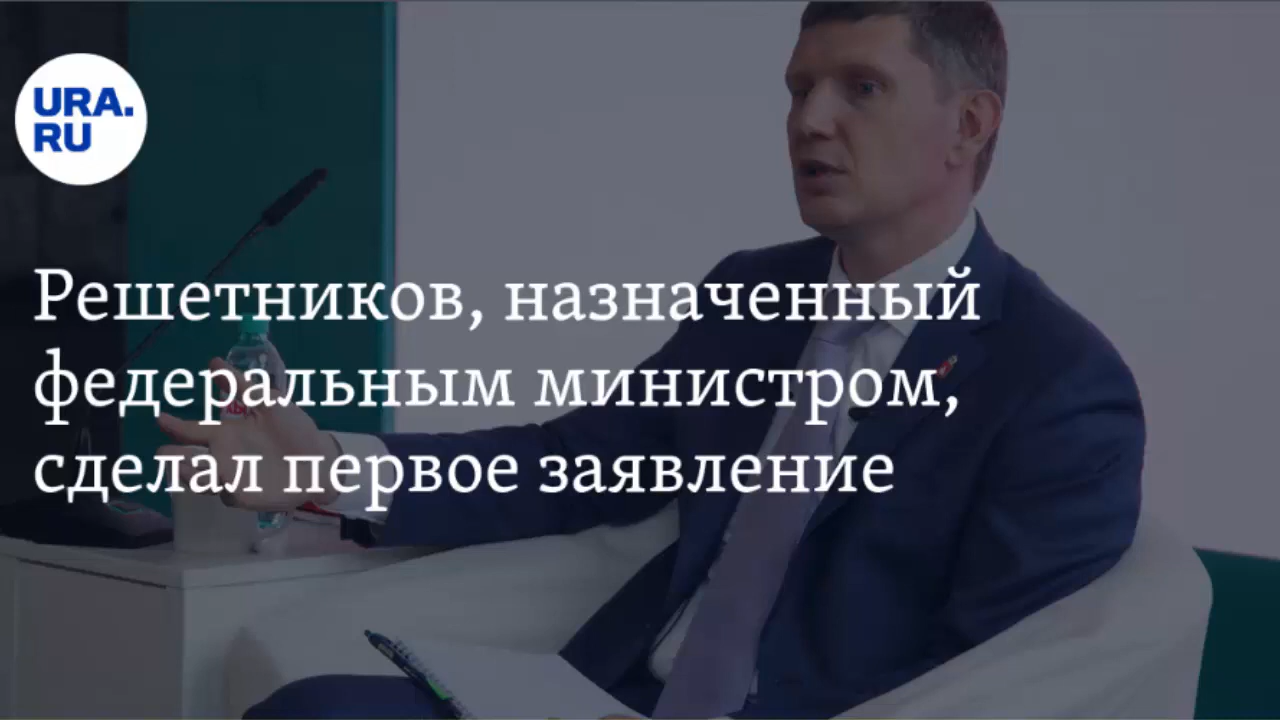 URA.
RU
Решетников, назначенный
федеральным министром,
сделал первое заявление